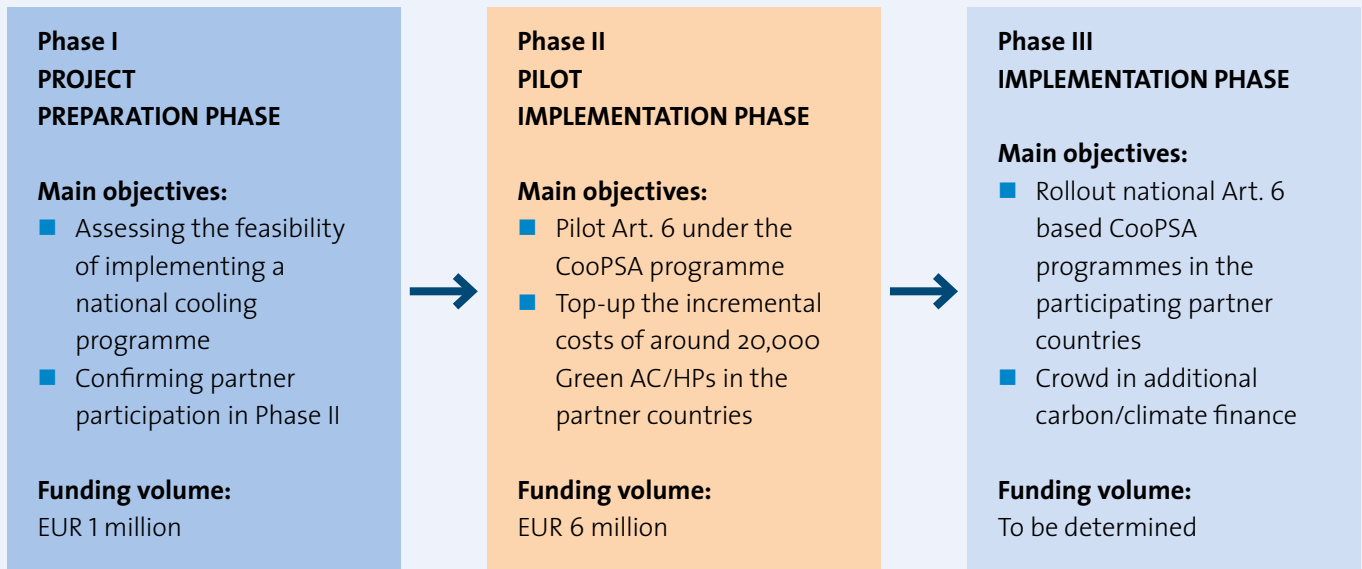 Phase I
PROJECT
PREPARATION PHASE
Main objectives:
Assessing the feasibility
of implementing a
national cooling
programme
Confirming partner
participation in Phase II
Funding volume:
EUR 1 million
Phase II
PILOT
IMPLEMENTATION PHASE
Main objectives:
Pilot Art. 6 under the
CooPSA programme
Top-up the incremental
costs of around 20,000
Green AC/HPs in the
partner countries
Funding volume:
EUR 6 million
Phase III
IMPLEMENTATION PHASE
Main objectives:
Rollout national Art. 6
based CooPSA
programmes in the
participating partner
countries
Crowd in additional
carbon/climate finance
Funding volume:
To be determined